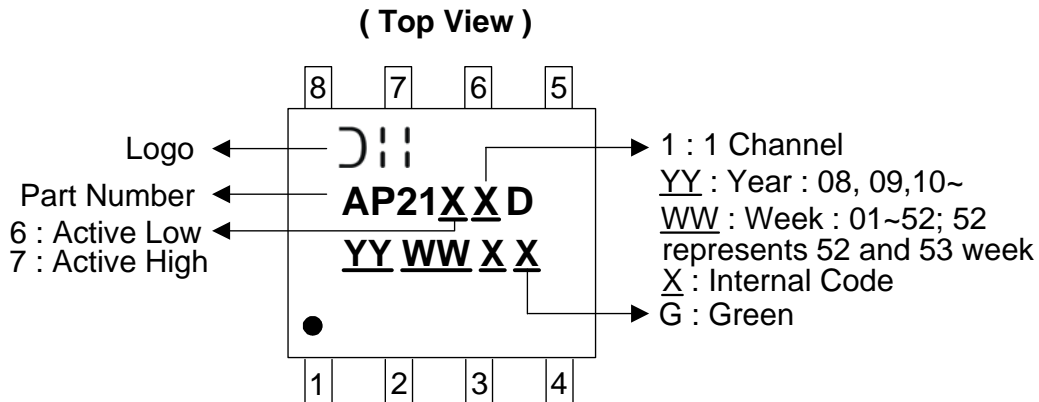 ( Top View )
8 7 6 5
Logo
Part Number
6 : Active Low
7 : Active High
AP21X X D
YY WW X X
1 : 1 Channel
YY : Year : 08, 09,10~
WW : Week : 01~52; 52
represents 52 and 53 week
X : Internal Code
G : Green
1 2 3 4